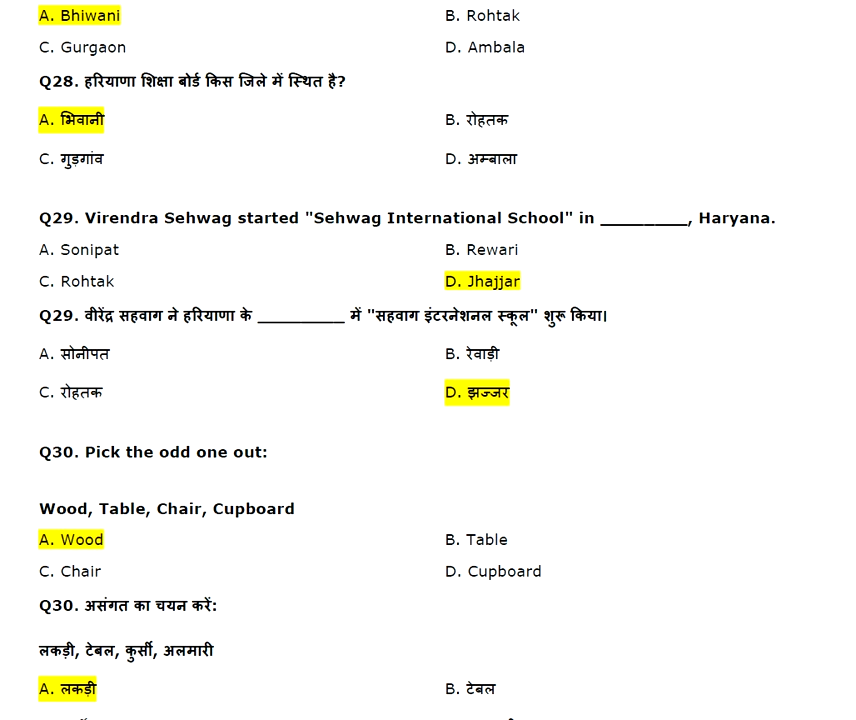 A. Bhiwani B. Rohtak
C. Gurgaon D. Ambala
Q28. हरियाणा शिक्षा बोर्ड किस जिले में स्थित है?
A. भिवानी B. रोहतक
C. गुड़गांव D. अम्बाला
Q29. Virendra Sehwag started "Sehwag International School" in _________, Haryana.
A. Sonipat B. Rewari
C. Rohtak D. Jhajjar
Q29. वीरेंद्र सहवाग ने हरियाणा के _________ में "सहवाग इंटरनेशनल स्कूल" शुरू किया।
A. सोनीपत B. रेवाड़ी
C. रोहतक D. झज्जर
Q30. Pick the odd one out:
Wood, Table, Chair, Cupboard
A. Wood B. Table
C. Chair D. Cupboard
Q30. असंगत का चयन करें:
लकड़ी, टेबल, कुर्सी, अलमारी
A. लकड़ी B. टेबल